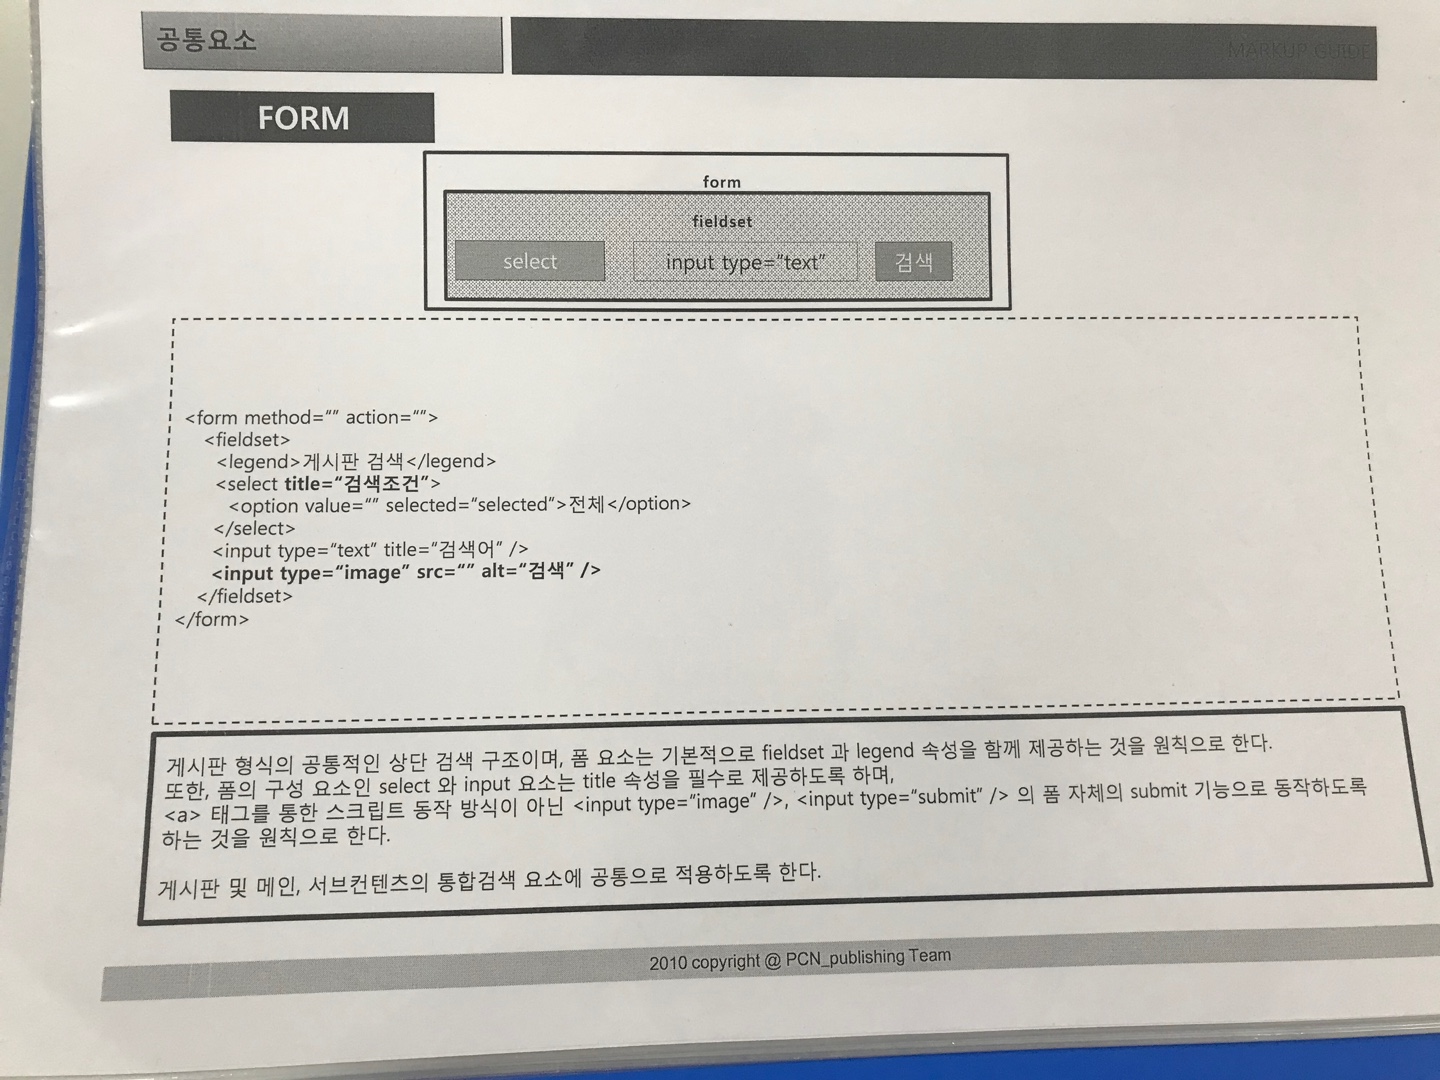 공통요소
MARKUP GUIDE
FORM
form
fieldset
select
input type=“text”
검색
<form method=“” action=“”>
<fieldset>
<legend>게시판 검색</legend>
<select title=“검색조건”>
<option value=“” selected=“selected”>전체</option>
</select>
<input type=“text” title=“검색어” />
<input type=“image” src=“” alt=“검색” />
</fieldset>
</form>
게시판 형식의 공통적인 상단 검색 구조이며, 폼 요소는 기본적으로 fieldset 과 legend 속성을 함께 제공하는 것을 원칙으로 한다.
또한, 폼의 구성 요소인 select 와 input 요소는 title 속성을 필수로 제공하도록 하며,
<a> 태그를 통한 스크립트 동작 방식이 아닌 <input type=“image” />, <input type=“submit” /> 의 폼 자체의 submit 기능으로 동작하도록
하는 것을 원칙으로 한다.
게시판 및 메인, 서브컨텐츠의 통합검색 요소에 공통으로 적용하도록 한다.
2010 copyright @ PCN_publishing Team